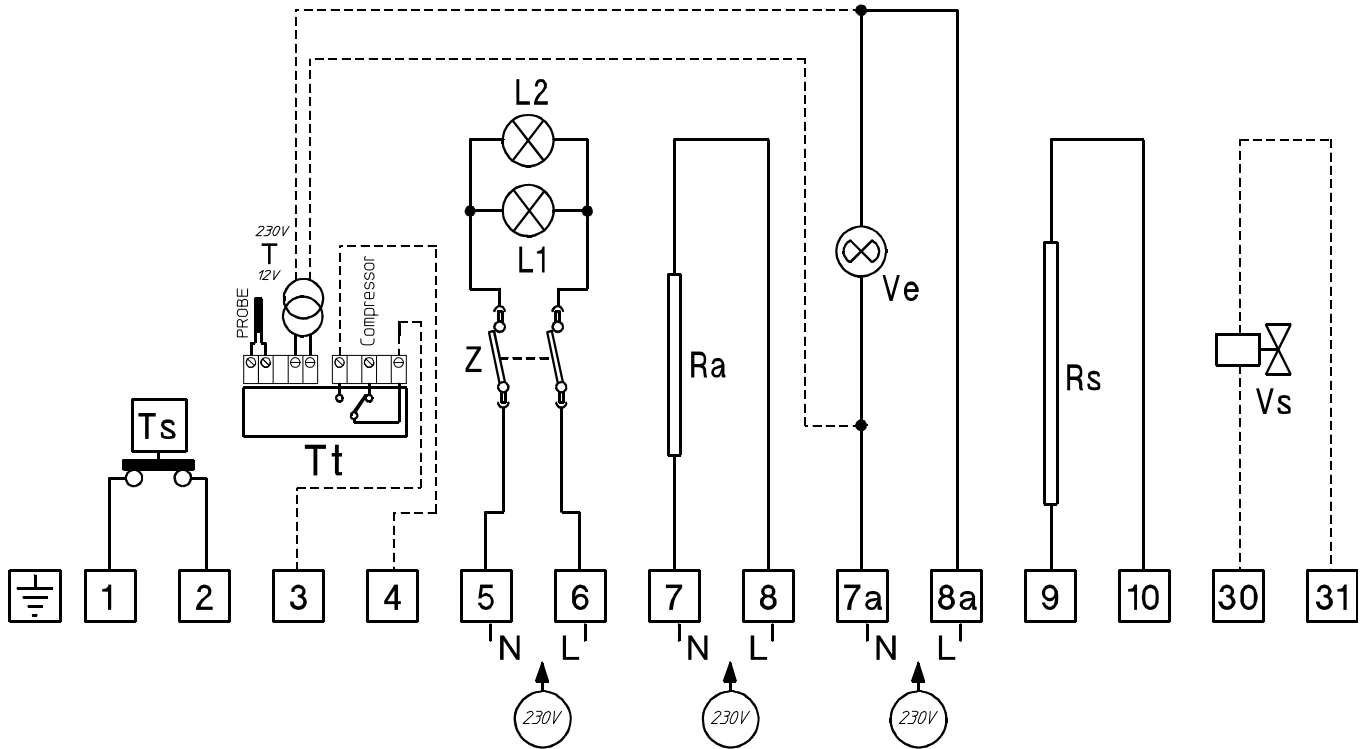 L2
L1
230V
T
12V
PROBE
Compressor
Z
Ra
Ve
Rs
Vs
Ts
Tt
1 2 3 4 5 6 7 8 7a 8a 9 10 30 31
N L N L N L
230V 230V 230V